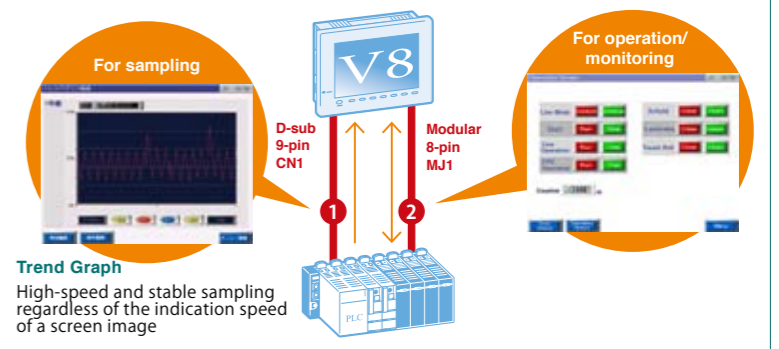 For sampling
For operation/
monitoring
V8
D-sub
9-pin
CN1
Modular
8-pin
MJ1
1
2
PLC
Trend Graph
High-speed and stable sampling
regardless of the indication speed
of a screen image